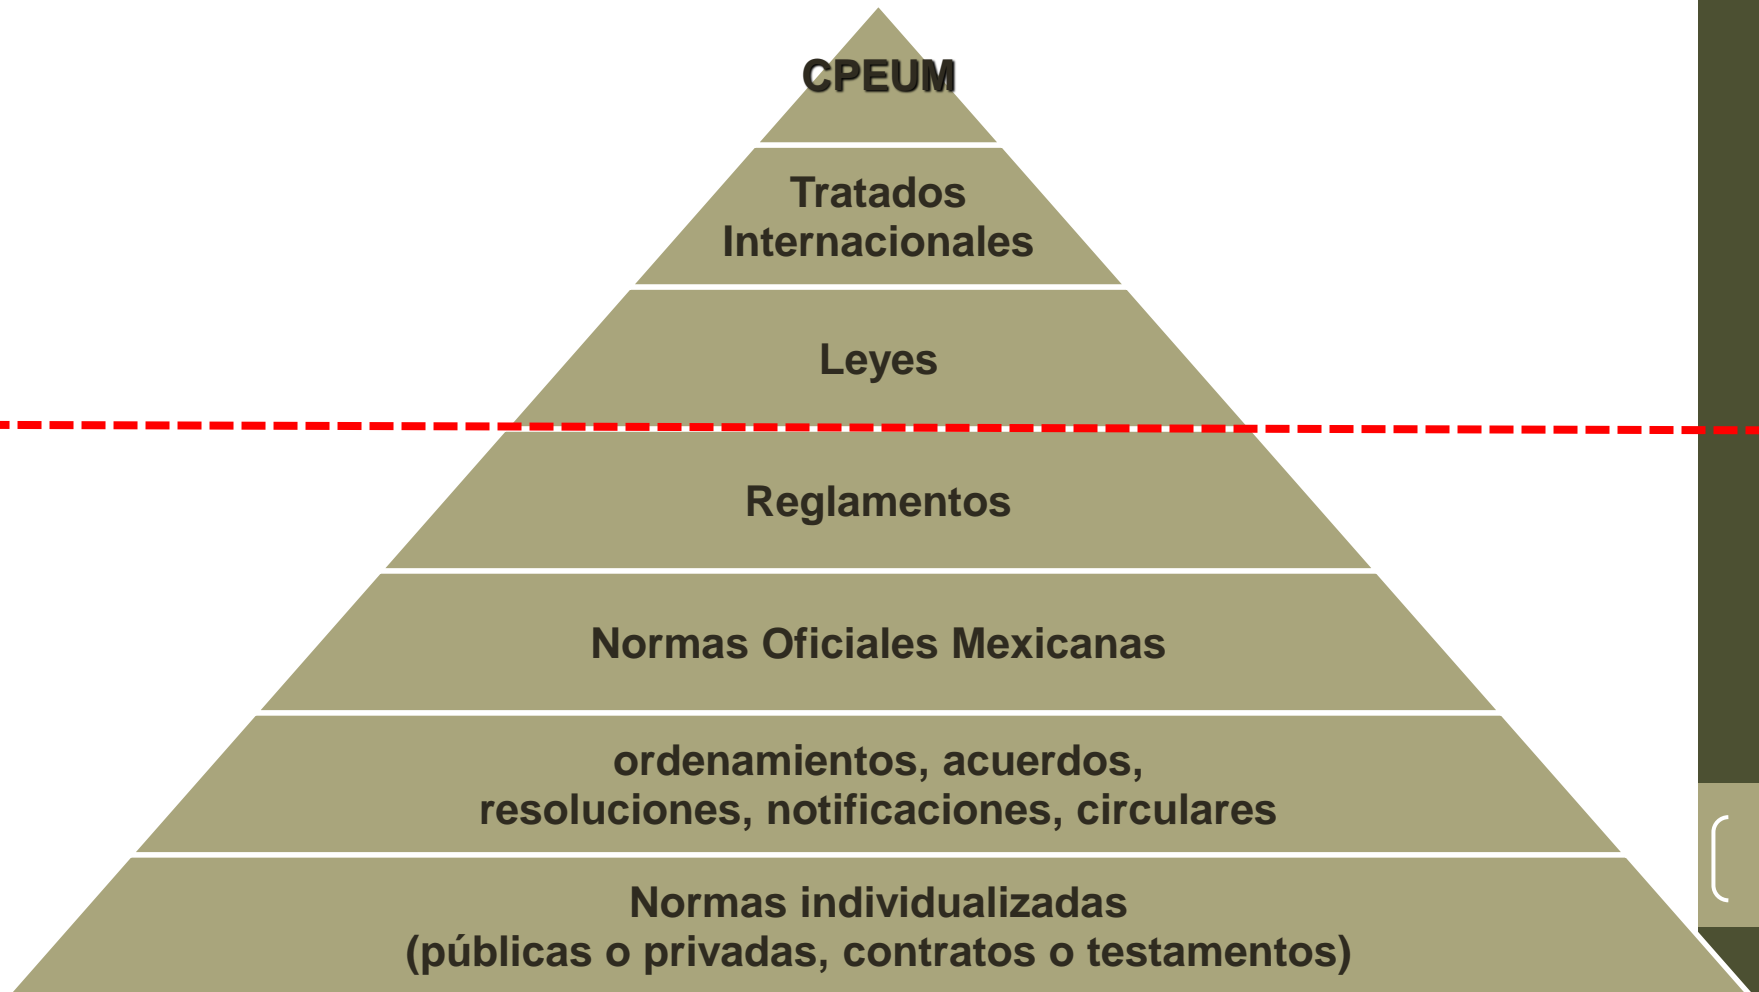 CPEUM
Tratados
Internacionales
Leyes
Reglamentos
Normas Oficiales Mexicanas
ordenamientos, acuerdos,
resoluciones, notificaciones, circulares
Normas individualizadas
(públicas o privadas, contratos o testamentos)